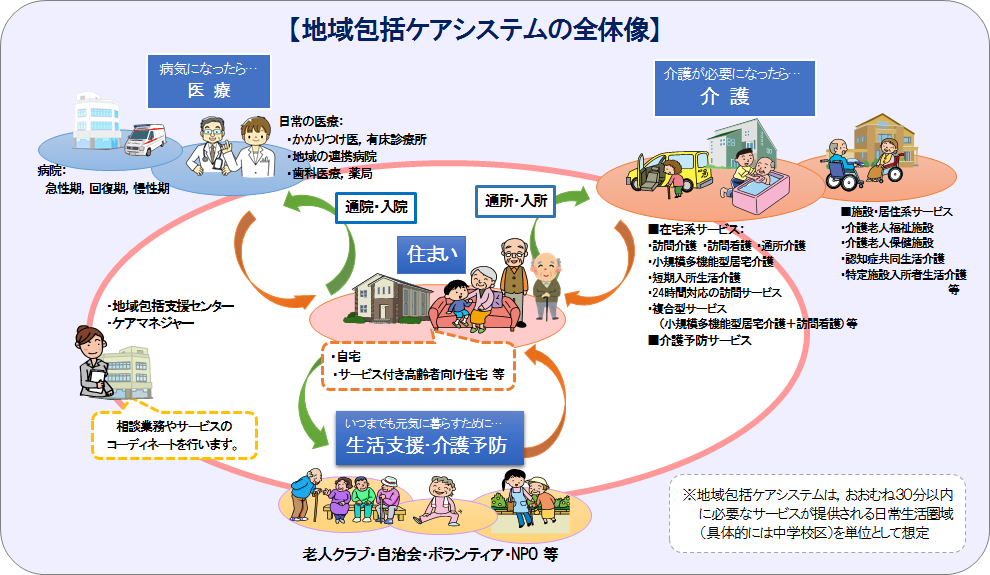 【地域包括ケアシステムの全体像】
病気になったら…
医 療
介護が必要になったら…
介 護
日常の医療：
・かかりつけ医, 有床診療所
・地域の連携病院
・歯科医療, 薬局
病院：
急性期, 回復期, 慢性期
通院・入院
通所・入所
住まい
■在宅系サービス：
・訪問介護 ・訪問看護 ・通所介護
・小規模多機能型居宅介護
・短期入所生活介護
・24時間対応の訪問サービス
・複合型サービス
（小規模多機能型居宅介護＋訪問看護）等
■介護予防サービス
■施設・居住系サービス
・介護老人福祉施設
・介護老人保健施設
・認知症共同生活介護
・特定施設入所者生活介護
等
・地域包括支援センター
・ケアマネジャー
相談業務やサービスの
コーディネートを行います。
・自宅
・サービス付き高齢者向け住宅 等
いつまでも元気に暮らすために…
生活支援・介護予防
老人クラブ・自治会・ボランティア・NPO 等
※地域包括ケアシステムは, おおむね30分以内
に必要なサービスが提供される日常生活圏域
（具体的には中学校区）を単位として想定